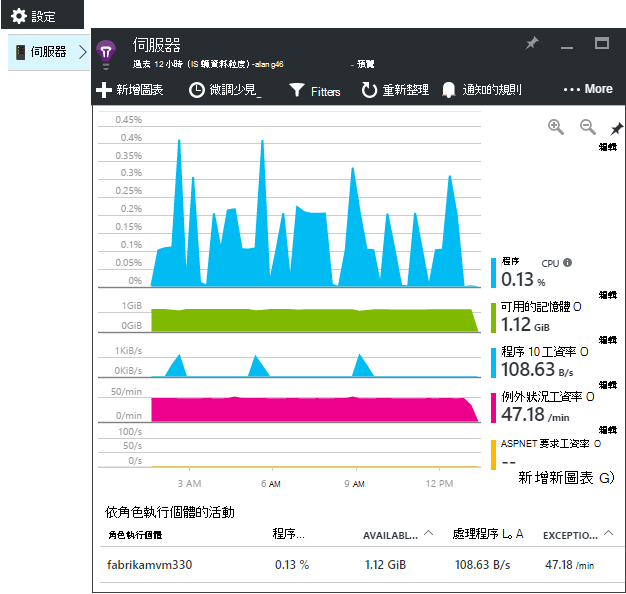 設定
伺服器
伺服器
過去 12 小時 (IS 鐘資料粒度) -alan g46 - 預覽
新增圖表 微調少見_ Fitters 重新整理 通知的規則 ··· More
0.45%
0.4%
0.35%
0.3%
0.25%
0.2%
0.15%
0.1%
0.05%
0%
編輯
程序 CPU
0.13 %
編輯
1GiB
0GiB
可用的記憶體 O
1.12 GiB
編輯
1KiB/s
0KiB/s
程序 10 工資率 O
108.63 B/s
編輯
50/min
0/min
例外狀況工資率 O
47.18 /min
編輯
100/s
50/s
0/s
ASPNET 要求工資率 O
--
3 AM 6 AM 9 AM 12 PM
新增新圖表 G)
依角色執行個體的活動
角色執行個體 程序... AVAILABL... 處理程序 L。A EXCEPTIO...
fabrikamvm330 0.13 % 1.12 GiB 108.63 B/s 47.18 /min